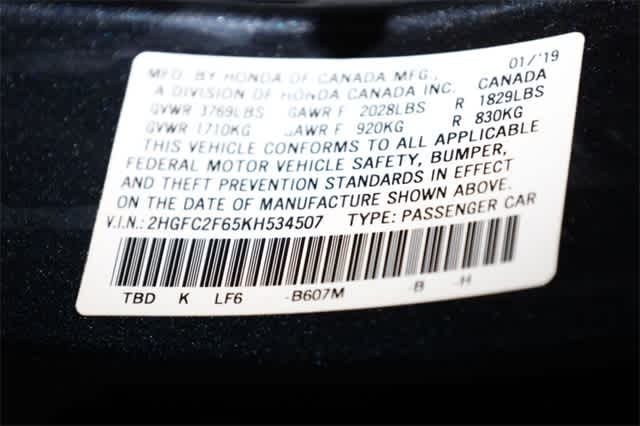 MFD. BY HONDA OF CANADA MFG., 01/'19
A DIVISION OF HONDA CANADA INC. CANADA
GVWR 3769LBS GAWR F 2028LBS R 1829LBS
GVWR 1710KG GAWR F 920KG R 830KG
THIS VEHICLE CONFORMS TO ALL APPLICABLE
FEDERAL MOTOR VEHICLE SAFETY, BUMPER,
AND THEFT PREVENTION STANDARDS IN EFFECT
ON THE DATE OF MANUFACTURE SHOWN ABOVE.
V.I.N.: 2HGFC2F65KH534507 TYPE: PASSENGER CAR
TBD K LF6 -B607M -B -H